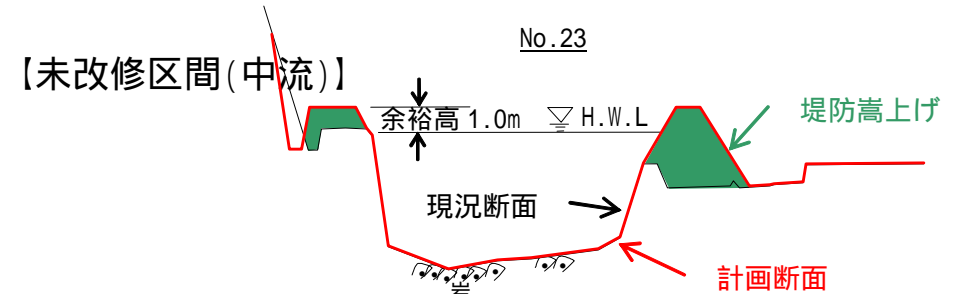 No.23
【未改修区間(中流)】
余裕高 1.0m H.W.L
堤防嵩上げ
現況断面
計画断面
岩